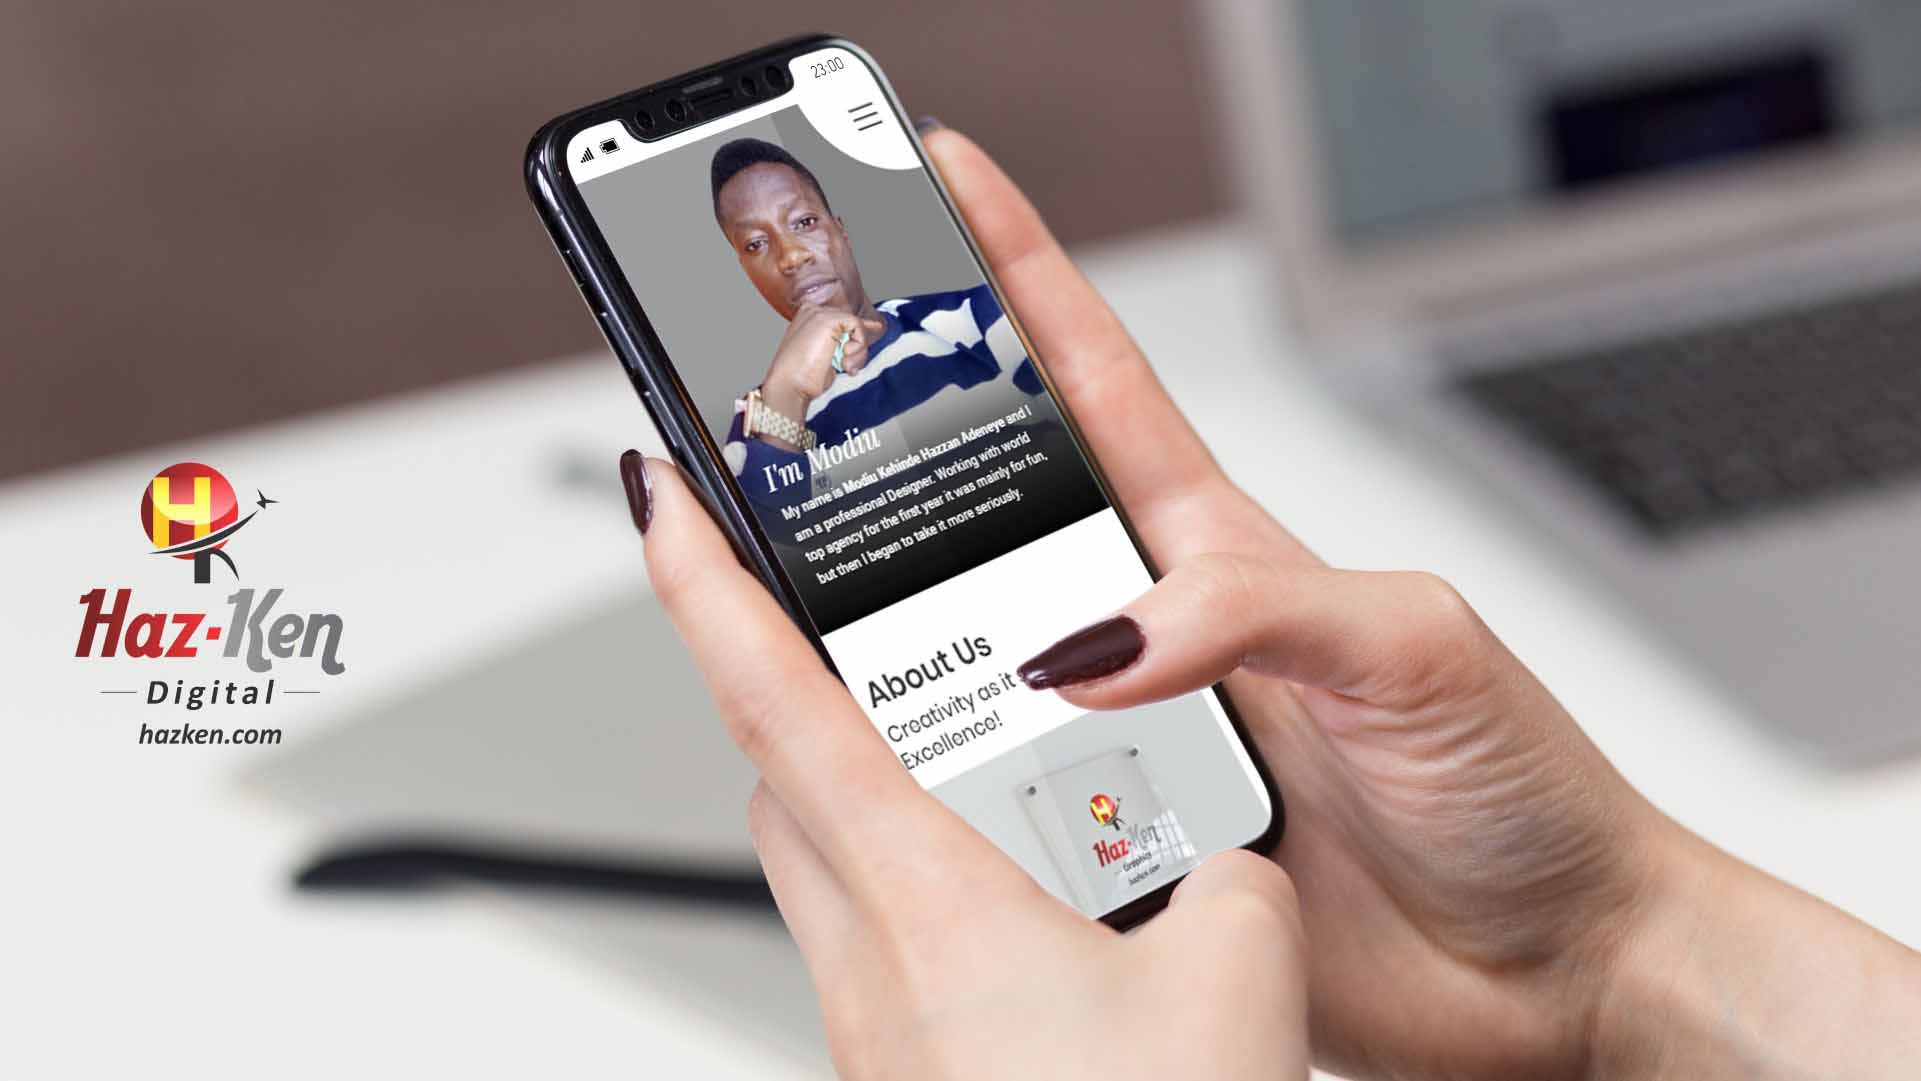 23:00
I'm Modiu
My name is Modiu Kehinde Hazzan Adeneye and I
am a professional Designer. Working with world
top agency for the first year it was mainly for fun,
but then I began to take it more seriously.
About Us
Creativity as it
Excellence!
H
Haz-Ken
Graphics
hazken.com
H
Haz-Ken
Digital
hazken.com